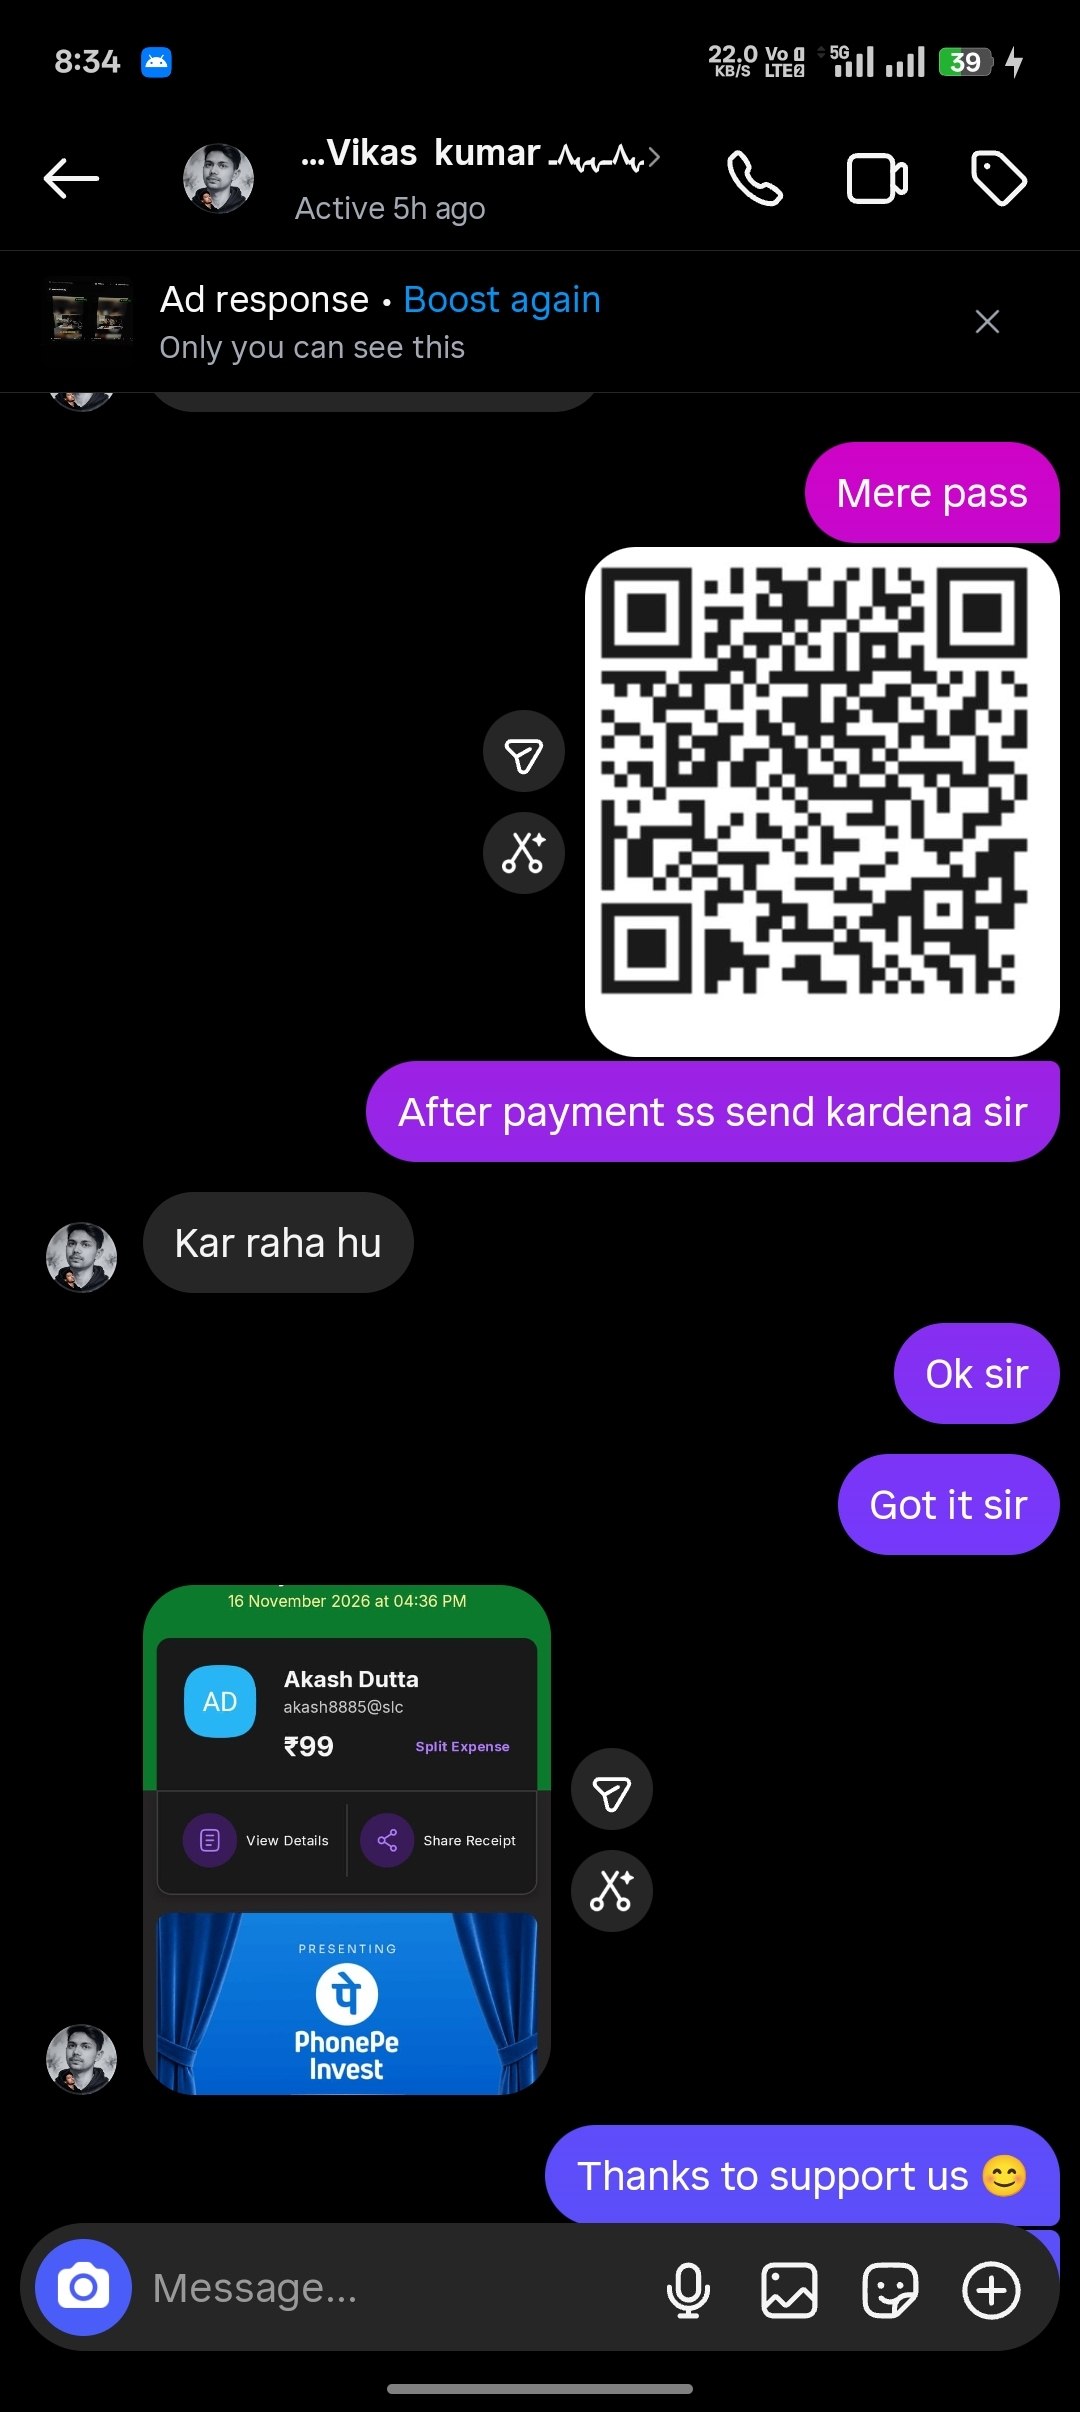 8:34
22.0 KB/S Vo LTE 2 5G 39
...Vikas kumar
Active 5h ago
Ad response • Boost again
Only you can see this
Mere pass
After payment ss send kardena sir
Kar raha hu
Ok sir
Got it sir
16 November 2026 at 04:36 PM
AD
Akash Dutta
akash8885@slc
₹99
Split Expense
View Details
Share Receipt
PRESENTING
पे
PhonePe
Invest
Thanks to support us 😊
Message...